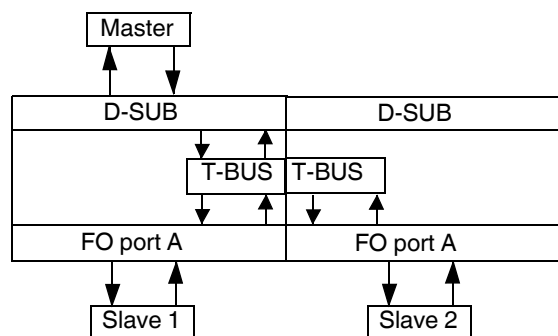 Master
D-SUB D-SUB
T-BUS T-BUS
FO port A FO port A
Slave 1 Slave 2